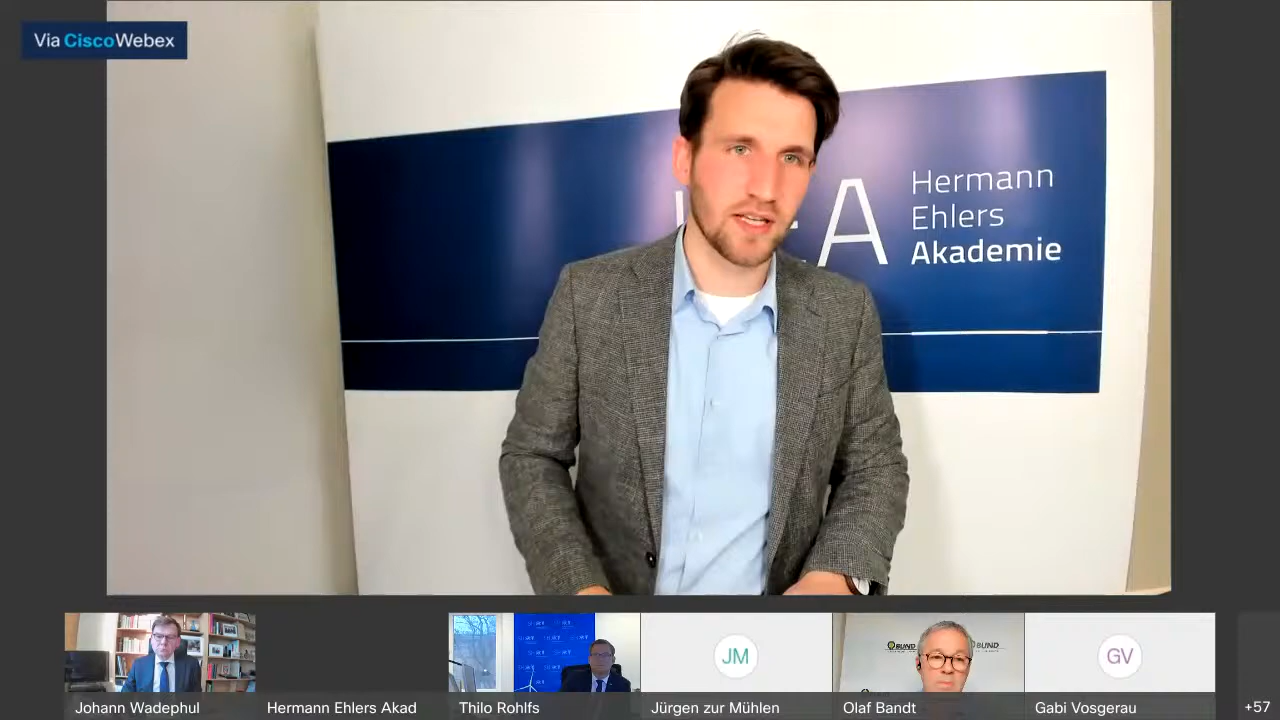 Via CiscoWebex
Hermann
Ehlers
Akademie
JM
BUND
BUND
GV
Johann Wadephul
Hermann Ehlers Akad
Thilo Rohlfs
Jürgen zur Mühlen
Olaf Bandt
Gabi Vosgerau
+57